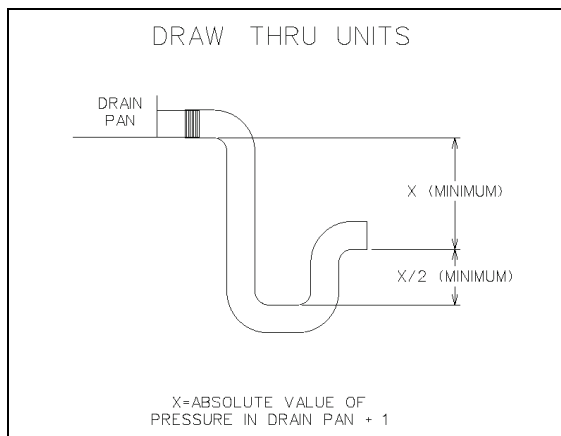 DRAW THRU UNITS
DRAIN
PAN
X (MINIMUM)
X/2 (MINIMUM)
X=ABSOLUTE VALUE OF
PRESSURE IN DRAIN PAN + 1